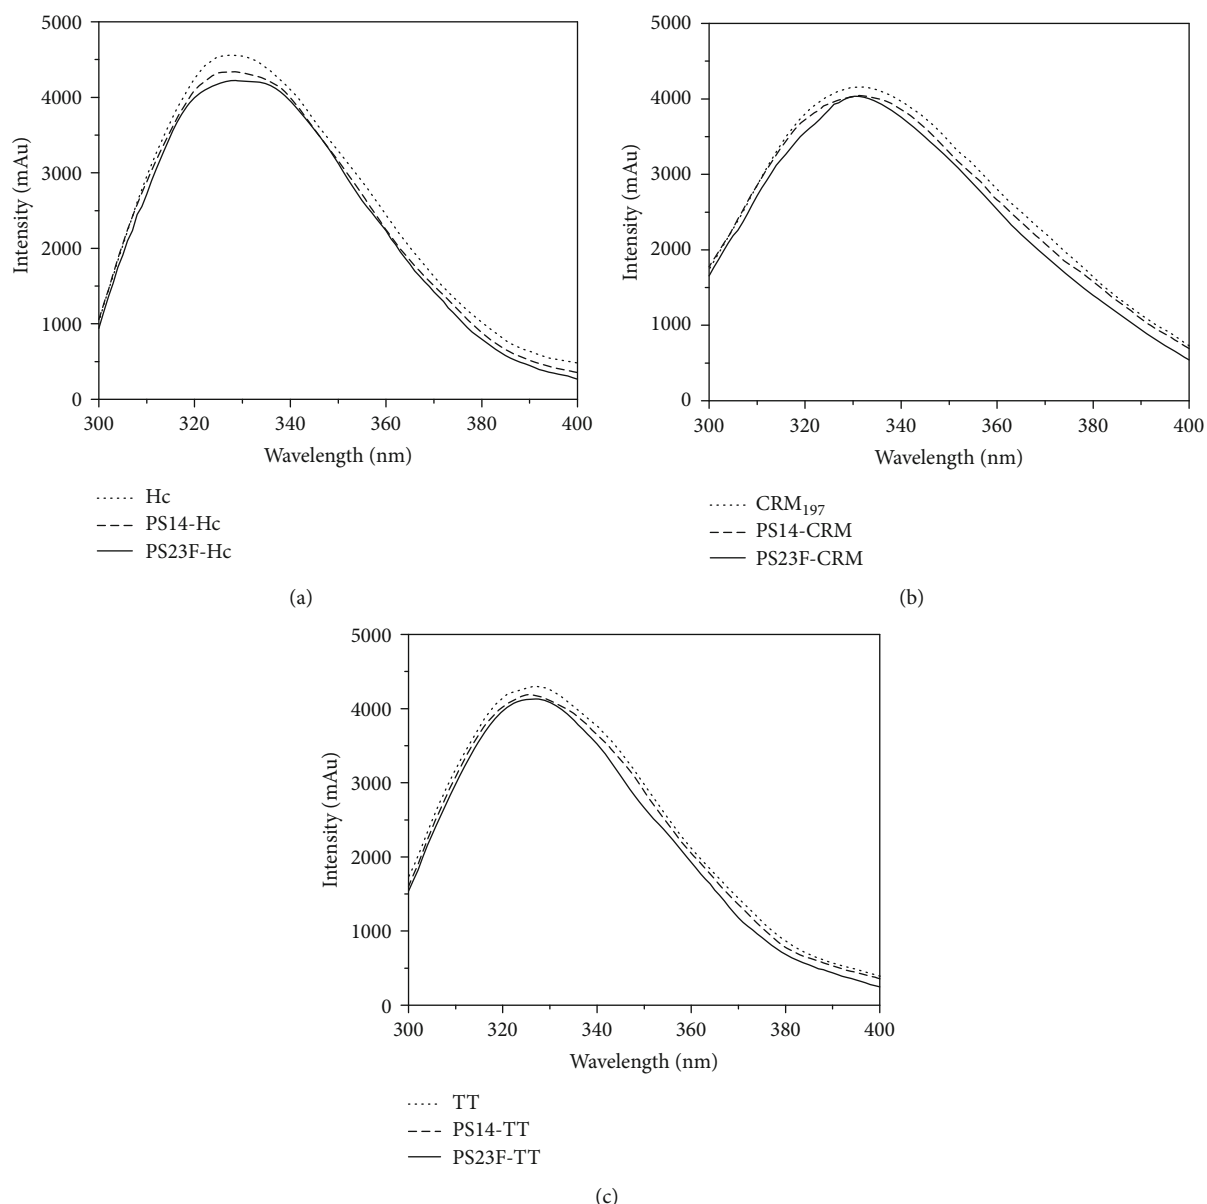 5000
4000
3000
2000
1000
0
Intensity (mAu)
300 320 340 360 380 400
Wavelength (nm)
Hc
PS14-Hc
PS23F-Hc
(a)
5000
4000
3000
2000
1000
0
Intensity (mAu)
300 320 340 360 380 400
Wavelength (nm)
CRM₁₉₇
PS14-CRM
PS23F-CRM
(b)
5000
4000
3000
2000
1000
0
Intensity (mAu)
300 320 340 360 380 400
Wavelength (nm)
TT
PS14-TT
PS23F-TT
(c)